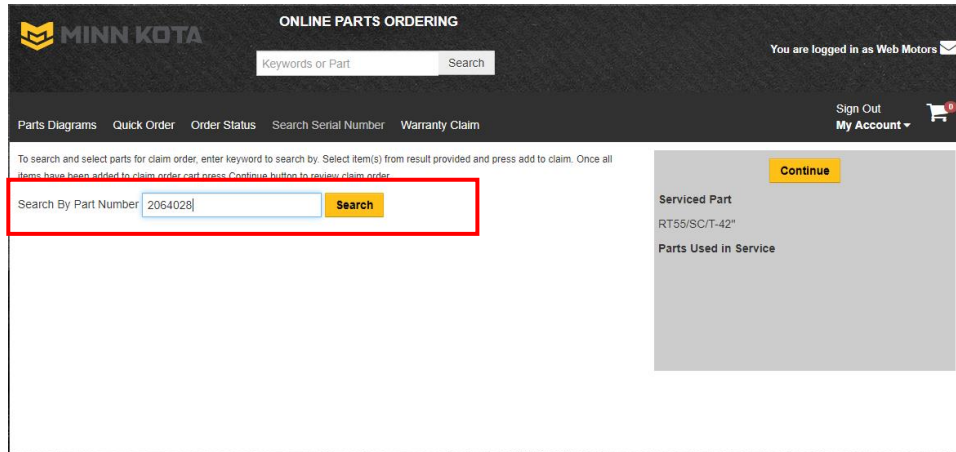 MINN KOTA
ONLINE PARTS ORDERING
Keywords or Part Search
You are logged in as Web Motors
Parts Diagrams Quick Order Order Status Search Serial Number Warranty Claim
Sign Out
My Account
0
To search and select parts for claim order, enter keyword to search by. Select item(s) from result provided and press add to claim. Once all
items have been added to claim order cart press Continue button to review claim order
Search By Part Number 2064028 Search
Continue
Serviced Part
RT55/SC/T-42"
Parts Used in Service